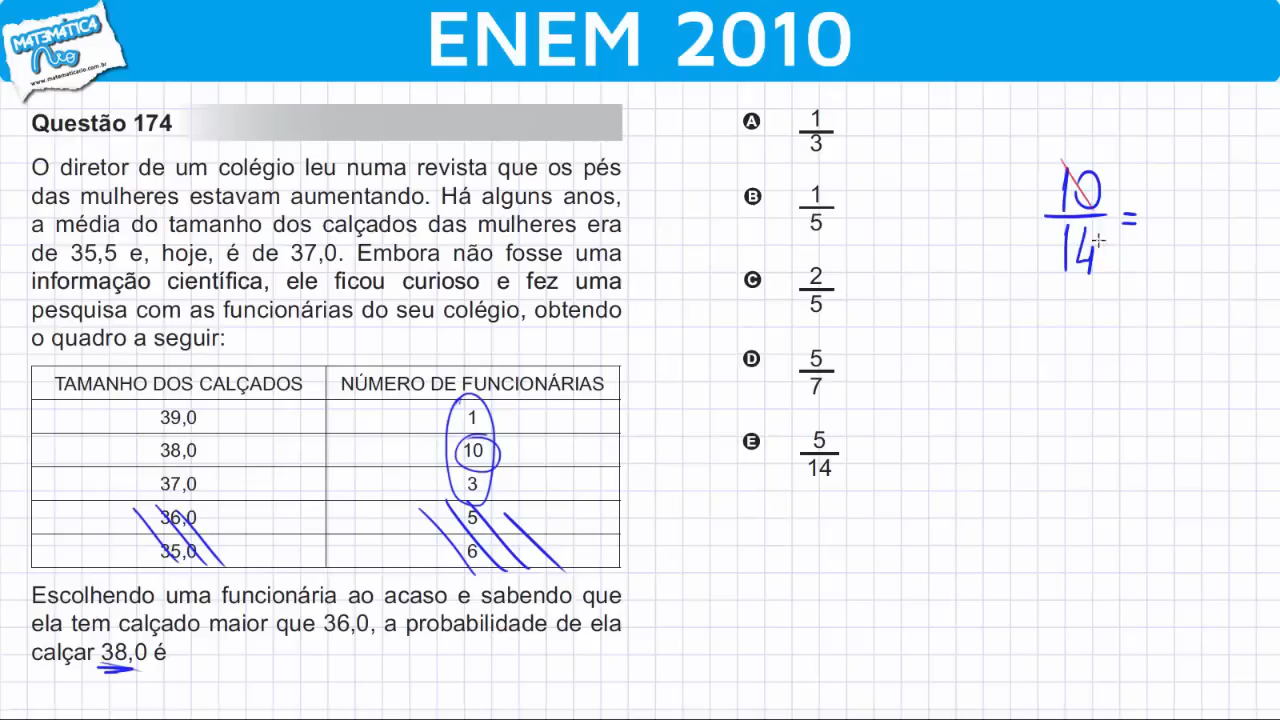 ENEM 2010
MATEMÁTICA
Rio
www.matematicario.com.br
Questão 174
O diretor de um colégio leu numa revista que os pés
das mulheres estavam aumentando. Há alguns anos,
a média do tamanho dos calçados das mulheres era
de 35,5 e, hoje, é de 37,0. Embora não fosse uma
informação científica, ele ficou curioso e fez uma
pesquisa com as funcionárias do seu colégio, obtendo
o quadro a seguir:
TAMANHO DOS CALÇADOS NÚMERO DE FUNCIONÁRIAS
39,0 1
38,0 10
37,0 3
36,0 5
35,0 6
Escolhendo uma funcionária ao acaso e sabendo que
ela tem calçado maior que 36,0, a probabilidade de ela
calçar 38,0 é
A 1/3
B 1/5
C 2/5
D 5/7
E 5/14
10/14 =